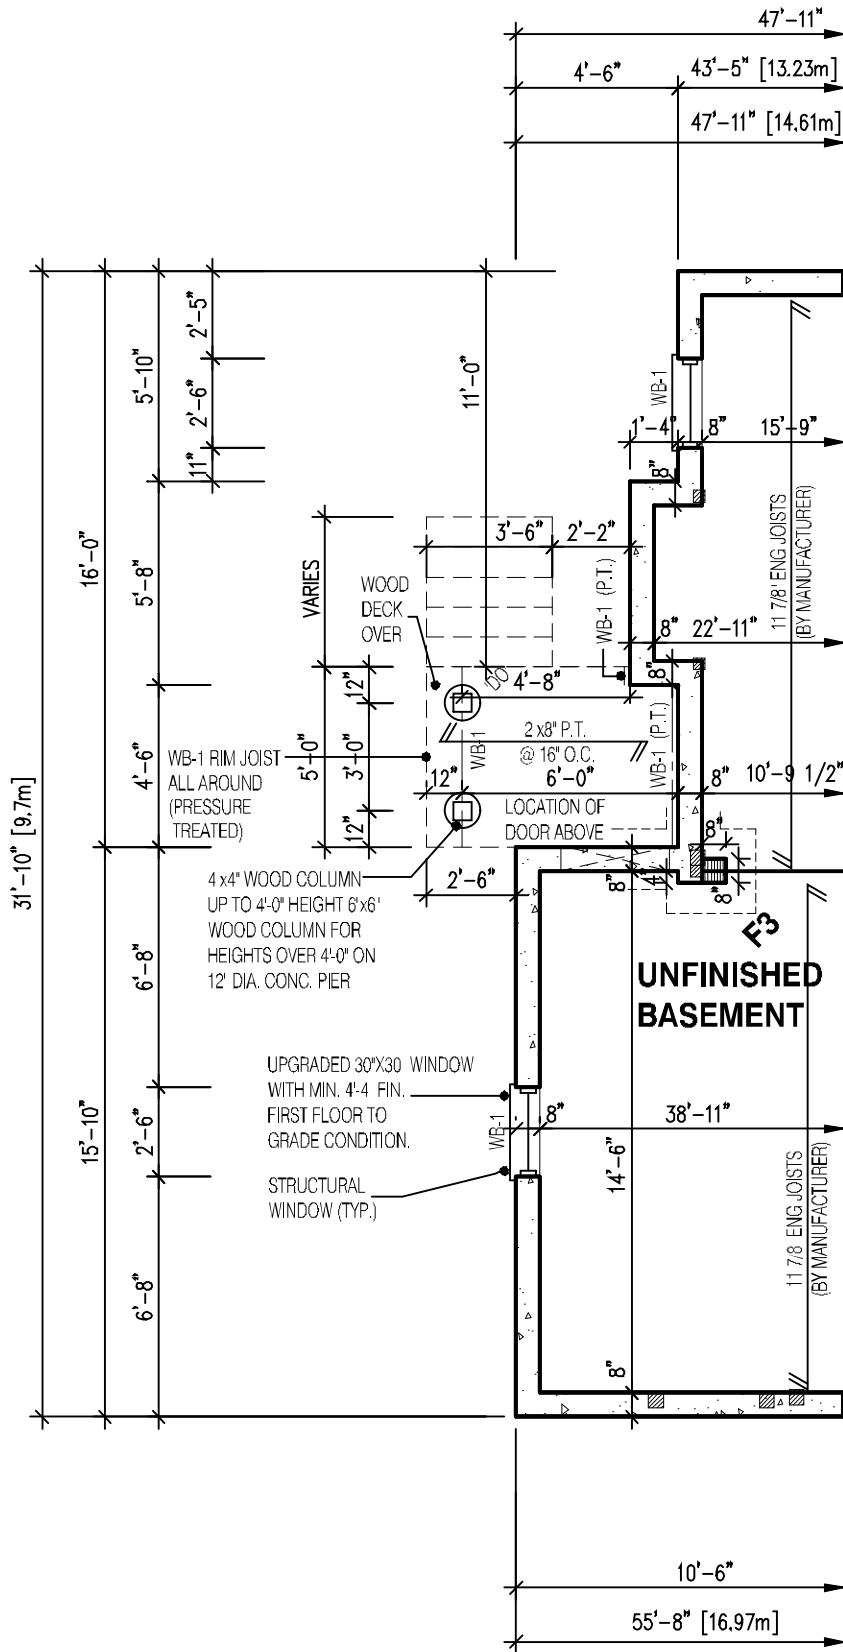 47'-11"
4'-6"
43'-5" [13.23m]
47'-11" [14.61m]
2'-5"
5'-10"
2'-6"
11"
11'-0"
WB-1
1'-4"
8"
15'-9"
8"
16'-0"
5'-8"
VARIES
3'-6"
2'-2"
WOOD
DECK
OVER
WB-1 (P.T.)
11 7/8' ENG JOISTS
(BY MANUFACTURER)
8"
22'-11"
8"
12"
DO
4'-8"
31'-10" [9.7m]
4'-6"
WB-1 RIM JOIST
ALL AROUND
(PRESSURE
TREATED)
5'-0"
3'-0"
WB-1
2 x8" P.T.
@ 16" O.C.
WB-1 (P.T.)
12"
6'-0"
8"
10'-9 1/2"
12"
LOCATION OF
DOOR ABOVE
8"
4 x4" WOOD COLUMN
UP TO 4'-0" HEIGHT 6'x6'
WOOD COLUMN FOR
HEIGHTS OVER 4'-0" ON
12' DIA. CONC. PIER
2'-6"
8"
4"
8"
F3
6'-8"
UNFINISHED
BASEMENT
UPGRADED 30"X30 WINDOW
WITH MIN. 4'-4 FIN.
FIRST FLOOR TO
GRADE CONDITION.
15'-10"
2'-6"
WB-1
8"
38'-11"
14'-6"
STRUCTURAL
WINDOW (TYP.)
11 7/8 ENG JOISTS
(BY MANUFACTURER)
6'-8"
8"
10'-6"
55'-8" [16.97m]